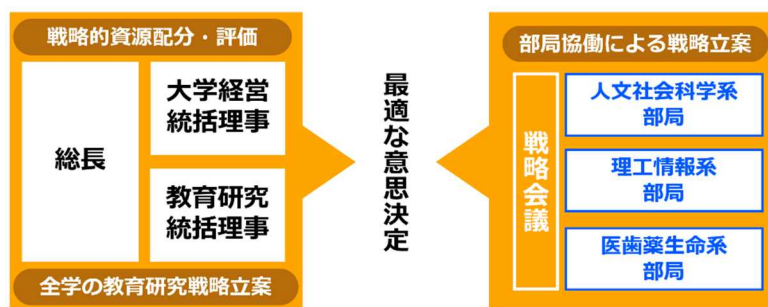 戦略的資源配分・評価
総長
大学経営
統括理事
教育研究
統括理事
全学の教育研究戦略立案
最適な意思決定
部局協働による戦略立案
戦略会議
人文社会科学系
部局
理工情報系
部局
医歯薬生命系
部局